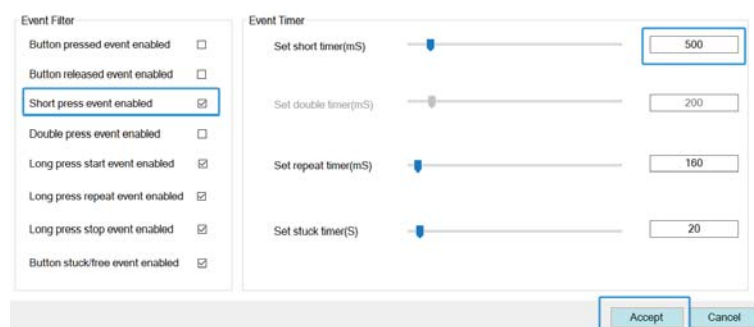 Event Filter
Button pressed event enabled
Button released event enabled
Short press event enabled
Double press event enabled
Long press start event enabled
Long press repeat event enabled
Long press stop event enabled
Button stuck/free event enabled
Event Timer
Set short timer(mS) 500
Set double timer(mS) 200
Set repeat timer(mS) 160
Set stuck timer(S) 20
Accept Cancel